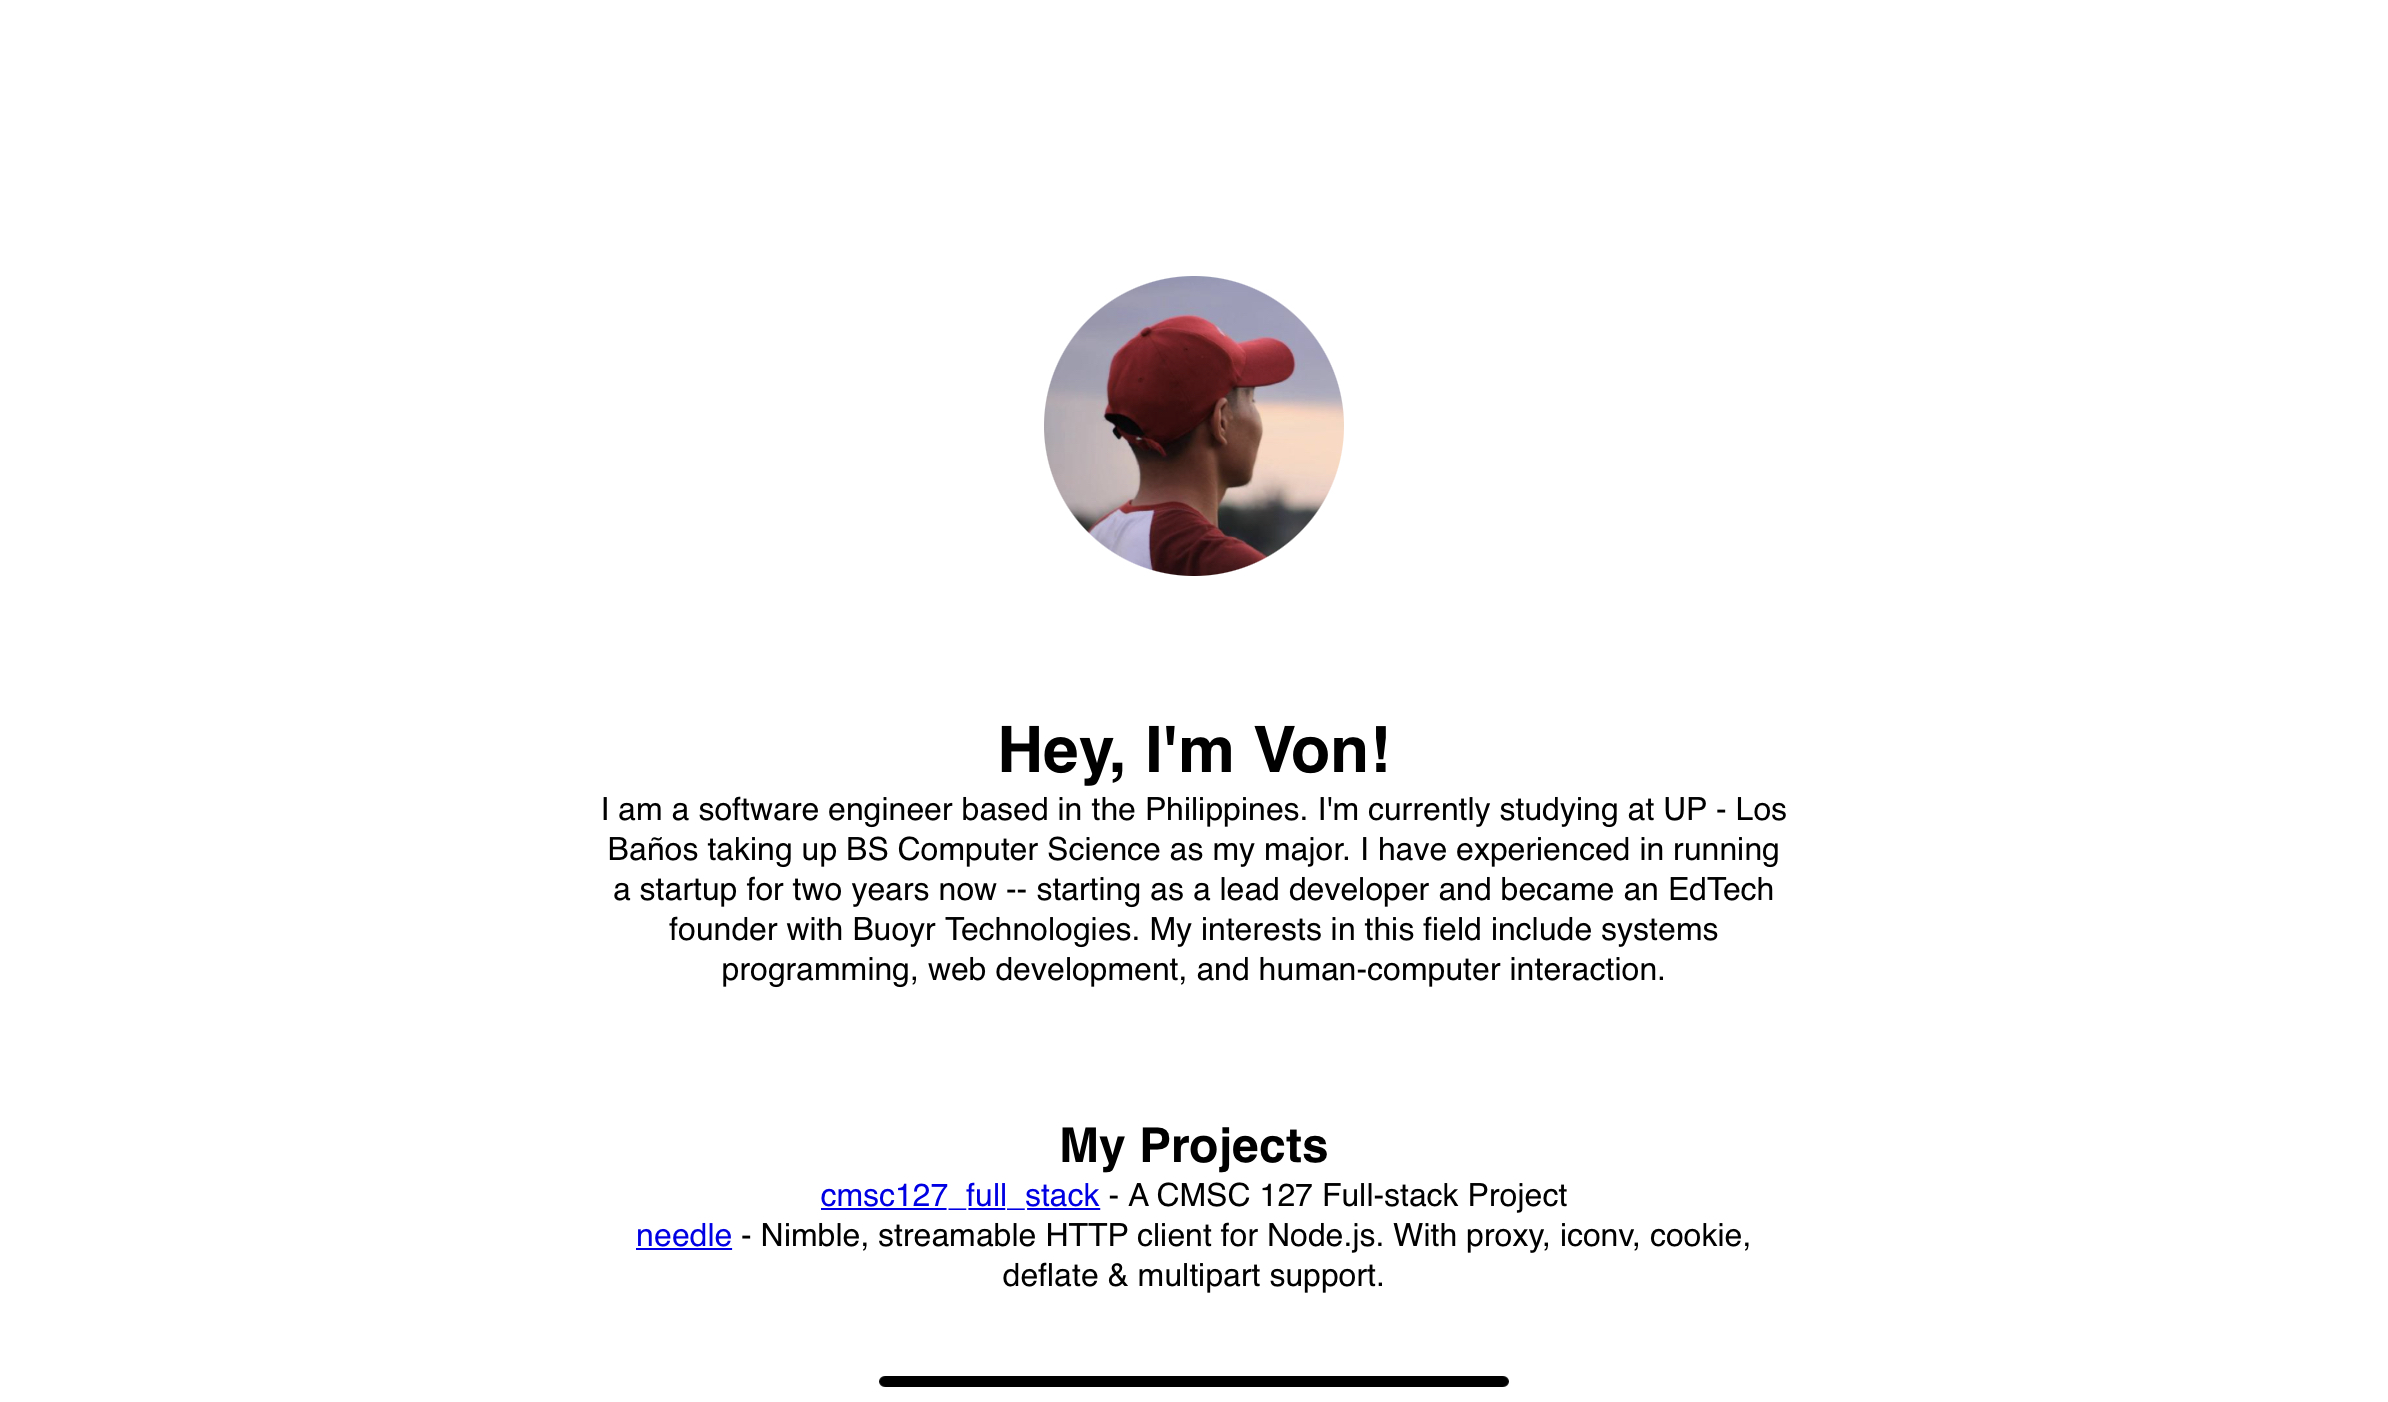 Hey, I'm Von!
I am a software engineer based in the Philippines. I'm currently studying at UP - Los
Baños taking up BS Computer Science as my major. I have experienced in running
a startup for two years now -- starting as a lead developer and became an EdTech
founder with Buoyr Technologies. My interests in this field include systems
programming, web development, and human-computer interaction.
My Projects
cmsc127_full_stack - A CMSC 127 Full-stack Project
needle - Nimble, streamable HTTP client for Node.js. With proxy, iconv, cookie,
deflate & multipart support.